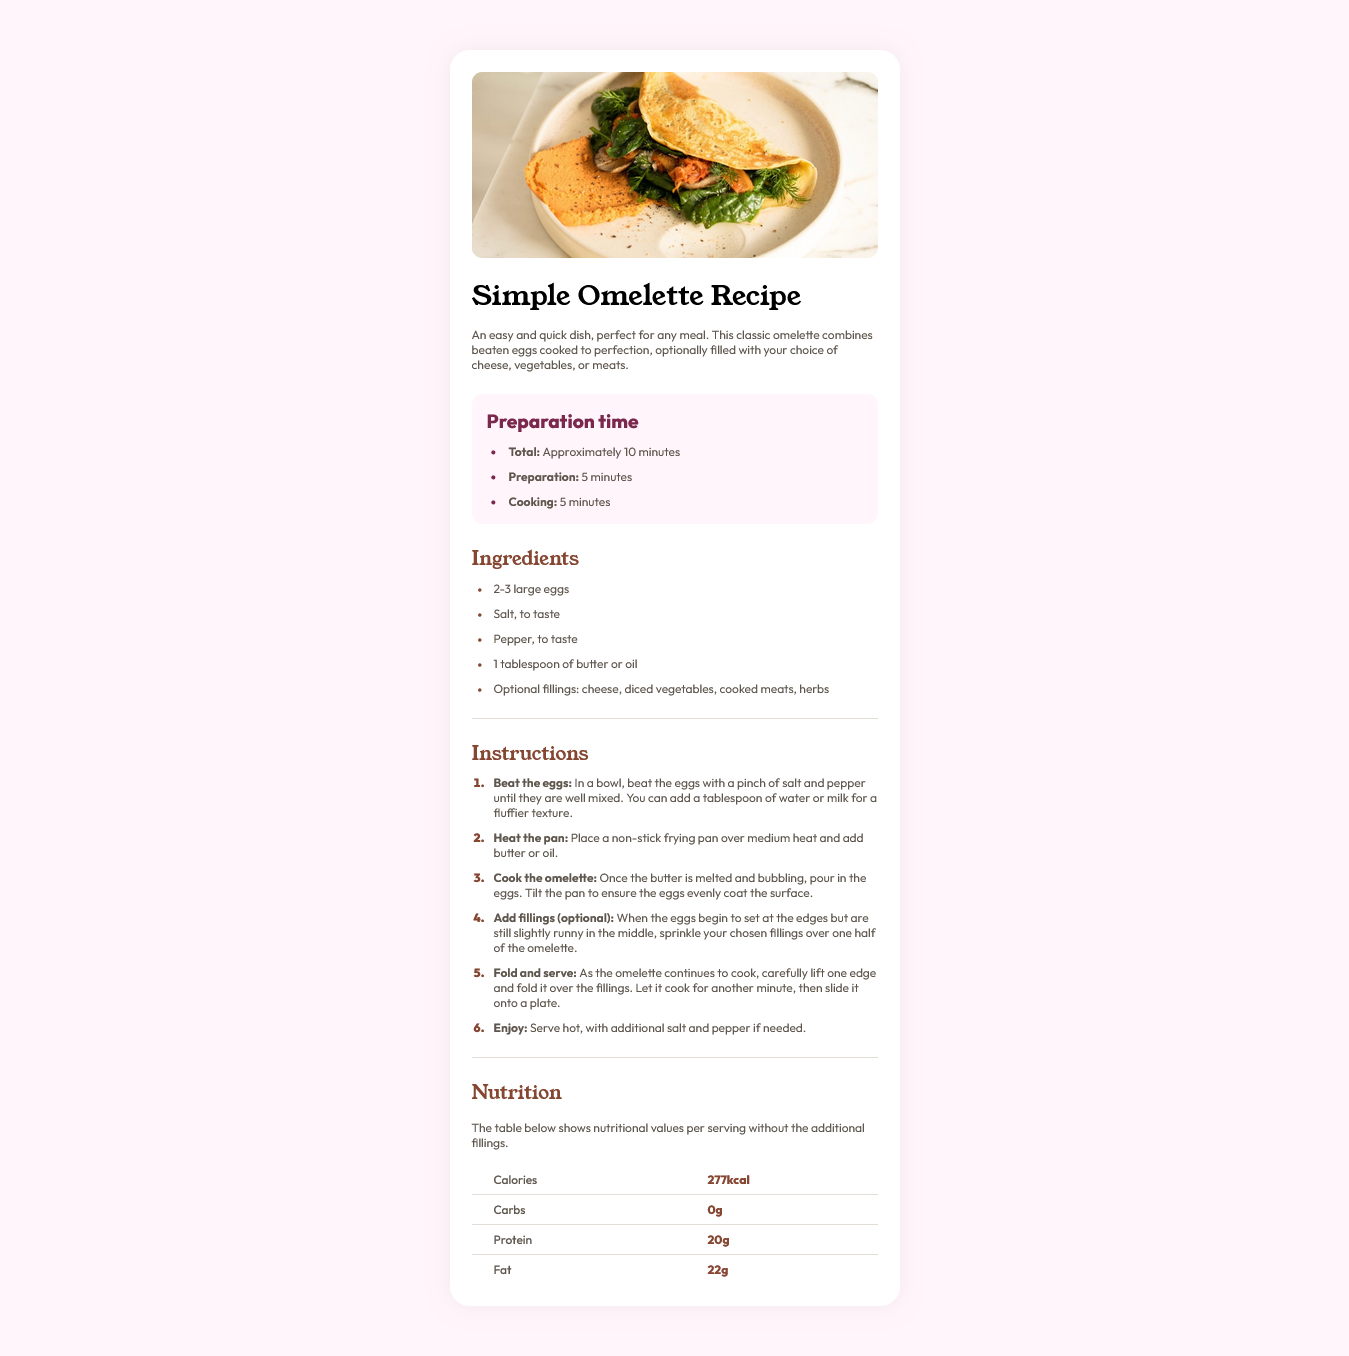 Simple Omelette Recipe
An easy and quick dish, perfect for any meal. This classic omelette combines
beaten eggs cooked to perfection, optionally filled with your choice of
cheese, vegetables, or meats.
Preparation time
• Total: Approximately 10 minutes
• Preparation: 5 minutes
• Cooking: 5 minutes
Ingredients
• 2-3 large eggs
• Salt, to taste
• Pepper, to taste
• 1 tablespoon of butter or oil
• Optional fillings: cheese, diced vegetables, cooked meats, herbs
Instructions
1. Beat the eggs: In a bowl, beat the eggs with a pinch of salt and pepper
until they are well mixed. You can add a tablespoon of water or milk for a
fluffier texture.
2. Heat the pan: Place a non-stick frying pan over medium heat and add
butter or oil.
3. Cook the omelette: Once the butter is melted and bubbling, pour in the
eggs. Tilt the pan to ensure the eggs evenly coat the surface.
4. Add fillings (optional): When the eggs begin to set at the edges but are
still slightly runny in the middle, sprinkle your chosen fillings over one half
of the omelette.
5. Fold and serve: As the omelette continues to cook, carefully lift one edge
and fold it over the fillings. Let it cook for another minute, then slide it
onto a plate.
6. Enjoy: Serve hot, with additional salt and pepper if needed.
Nutrition
The table below shows nutritional values per serving without the additional
fillings.
Calories 277kcal
Carbs 0g
Protein 20g
Fat 22g